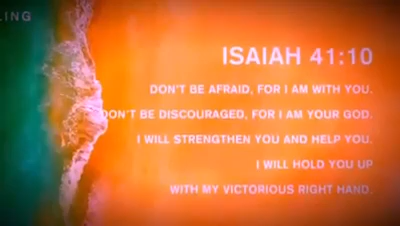 LING
ISAIAH 41:10
DON'T BE AFRAID, FOR I AM WITH YOU.
DON'T BE DISCOURAGED, FOR I AM YOUR GOD.
I WILL STRENGTHEN YOU AND HELP YOU.
I WILL HOLD YOU UP
WITH MY VICTORIOUS RIGHT HAND.